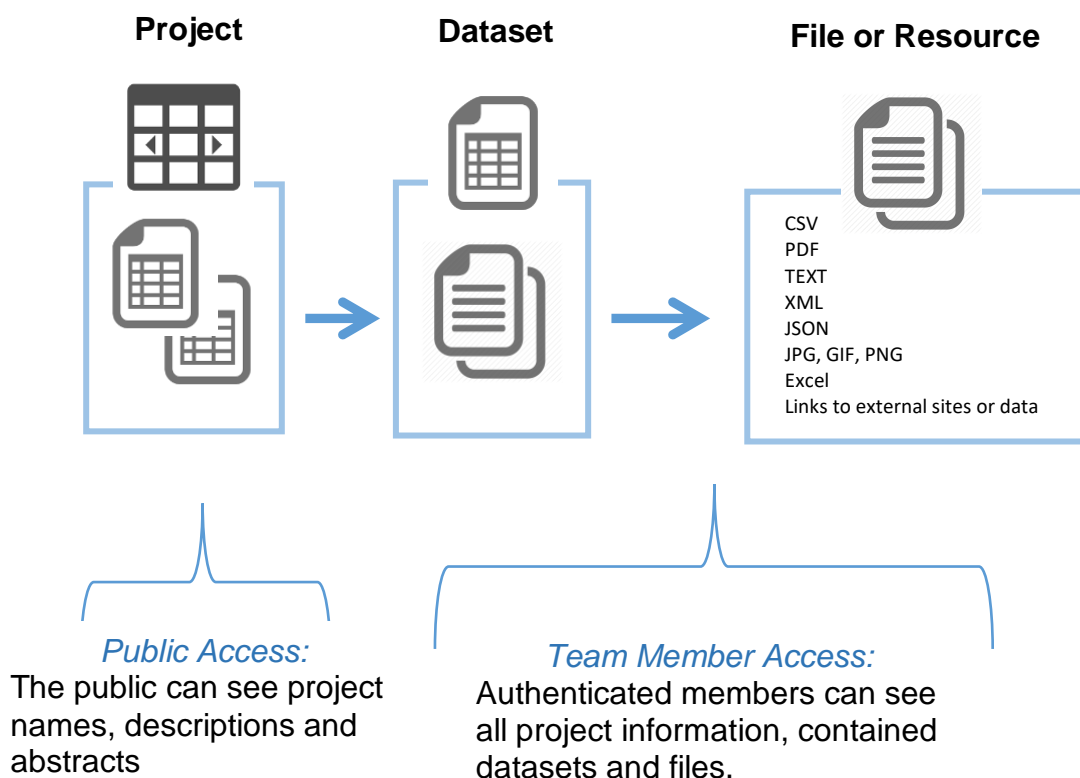 Project
Dataset
File or Resource
CSV
PDF
TEXT
XML
JSON
JPG, GIF, PNG
Excel
Links to external sites or data
Public Access:
The public can see project
names, descriptions and
abstracts
Team Member Access:
Authenticated members can see
all project information, contained
datasets and files.